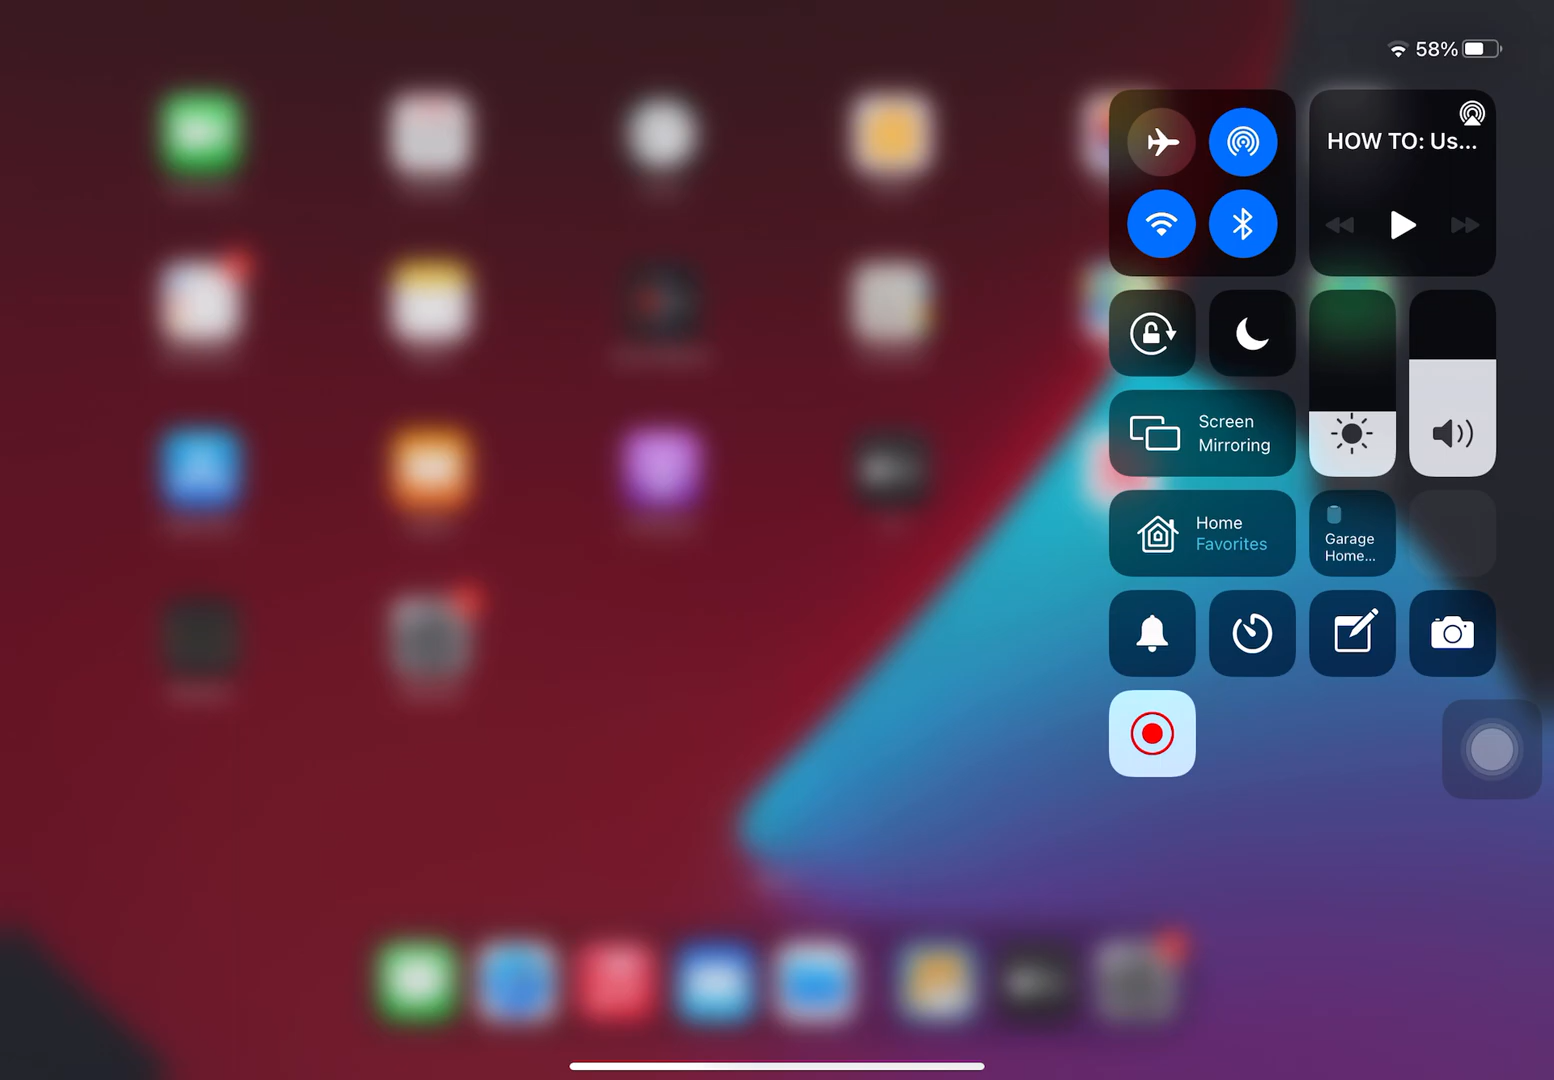 58%
HOW TO: Us...
Screen
Mirroring
Home
Favorites
Garage
Home...